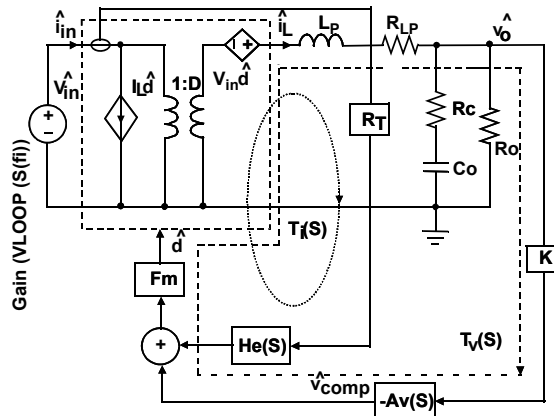 î_in
î_L
L_P
R_LP
v̂_o
V̂_in
I_L d̂
1:D
V_in d̂
R_T
Rc
Ro
Co
T_i(S)
d̂
K
Fm
Gain (VLOOP (S(fi))
+
He(S)
T_v(S)
v̂_comp
-Av(S)